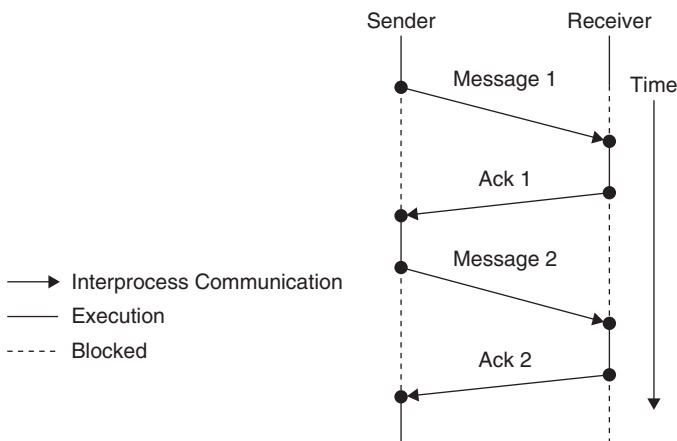 Sender
Receiver
Message 1
Time
Ack 1
Message 2
Interprocess Communication
Execution
Blocked
Ack 2